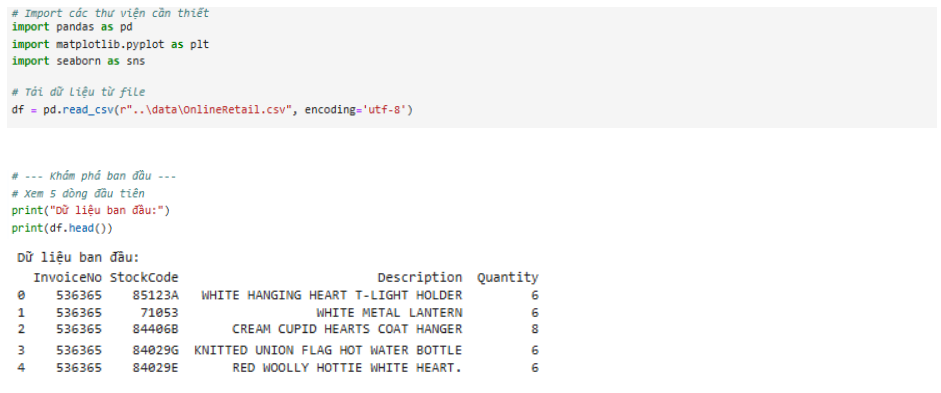 # Import các thư viện cần thiết
import pandas as pd
import matplotlib.pyplot as plt
import seaborn as sns
# Tải dữ liệu từ file
df = pd.read_csv(r"..\data\OnlineRetail.csv", encoding='utf-8')
# --- Khám phá ban đầu ---
# Xem 5 dòng đầu tiên
print("Dữ liệu ban đầu:")
print(df.head())
Dữ liệu ban đầu:
InvoiceNo StockCode Description Quantity
0 536365 85123A WHITE HANGING HEART T-LIGHT HOLDER 6
1 536365 71053 WHITE METAL LANTERN 6
2 536365 84406B CREAM CUPID HEARTS COAT HANGER 8
3 536365 84029G KNITTED UNION FLAG HOT WATER BOTTLE 6
4 536365 84029E RED WOOLLY HOTTIE WHITE HEART. 6